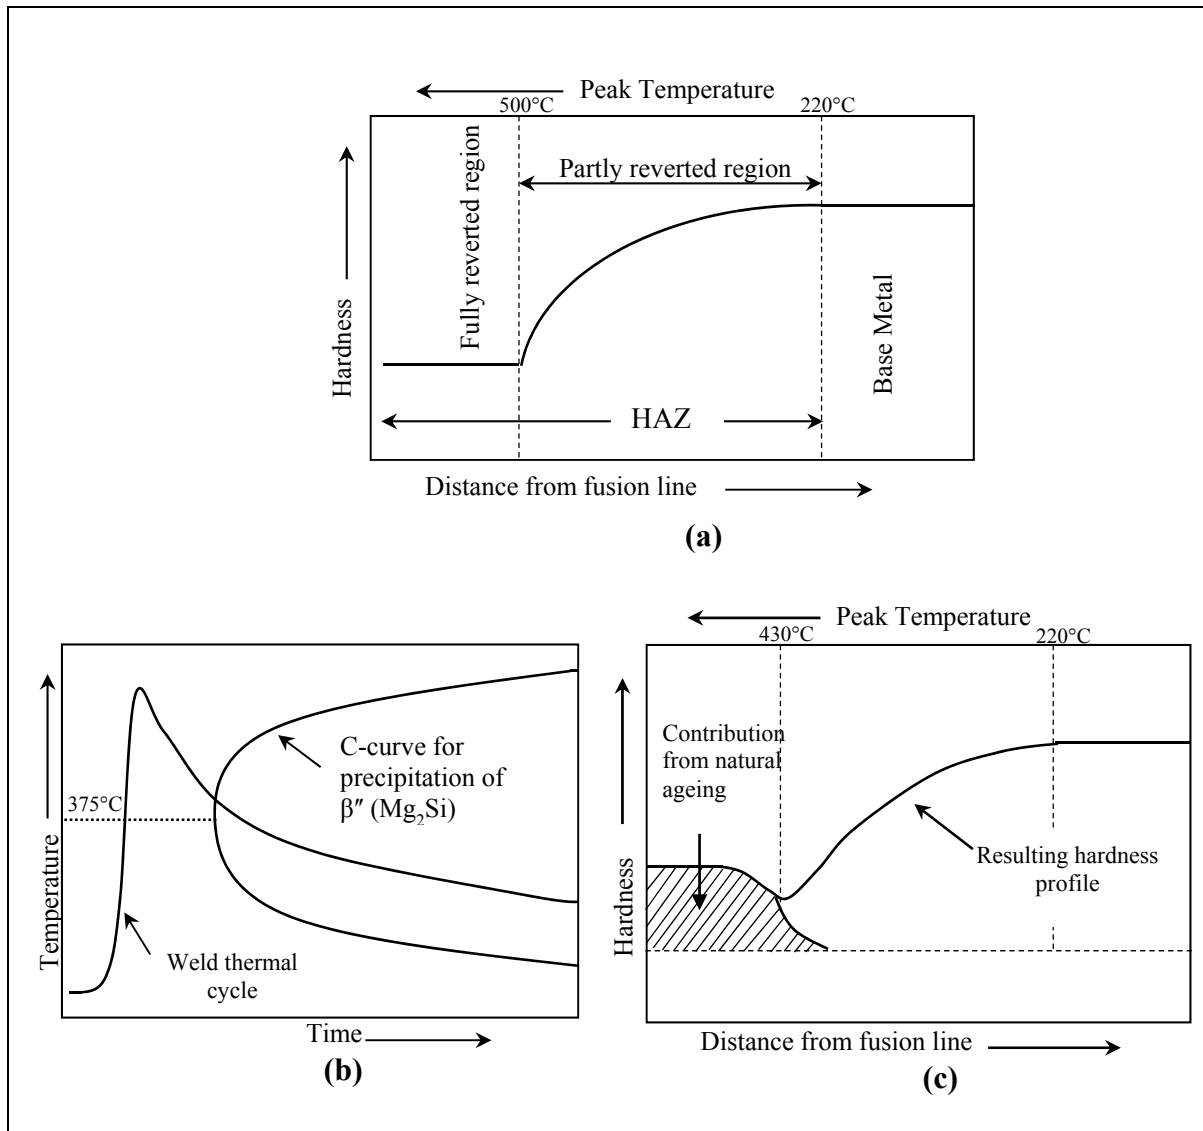 Peak Temperature
500°C
220°C
Fully reverted region
Partly reverted region
Hardness
Base Metal
HAZ
Distance from fusion line
(a)
Temperature
375°C
C-curve for
precipitation of
β″ (Mg₂Si)
Weld thermal
cycle
Time
(b)
Peak Temperature
430°C
220°C
Contribution
from natural
ageing
Hardness
Resulting hardness
profile
Distance from fusion line
(c)